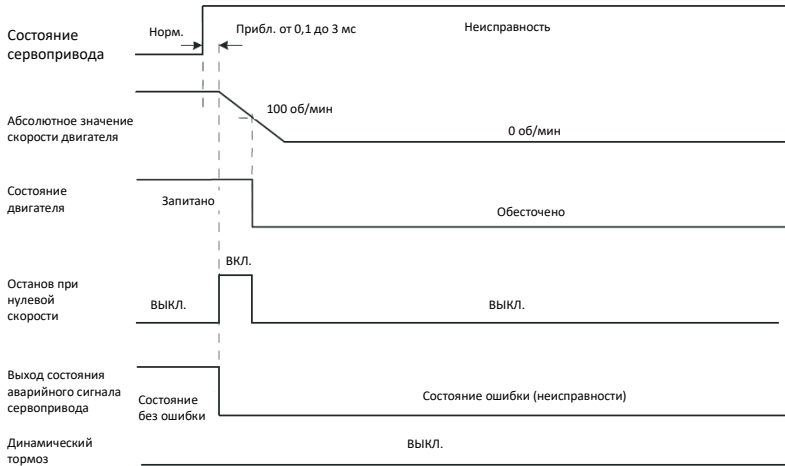 Состояние
сервопривода
Норм.
Прибл. от 0,1 до 3 мс
Неисправность
Абсолютное значение
скорости двигателя
100 об/мин
0 об/мин
Состояние
двигателя
Запитано
Обесточено
Останов при
нулевой
скорости
ВЫКЛ.
ВКЛ.
ВЫКЛ.
Выход состояния
аварийного сигнала
сервопривода
Состояние
без ошибки
Состояние ошибки (неисправности)
Динамический
тормоз
ВЫКЛ.